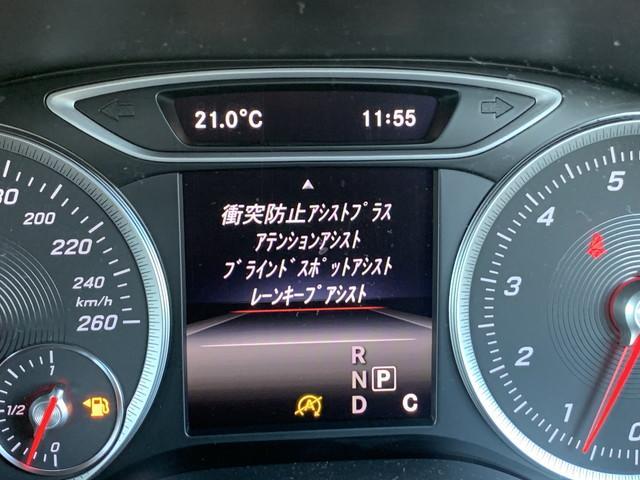 21.0°C 11:55
衝突防止アシストプラス
アテンションアシスト
ブラインドスポットアシスト
レーンキープアシスト
R
N P
D C
200
220
240
km/h
260
1
1/2
0
5
4
3
2
1